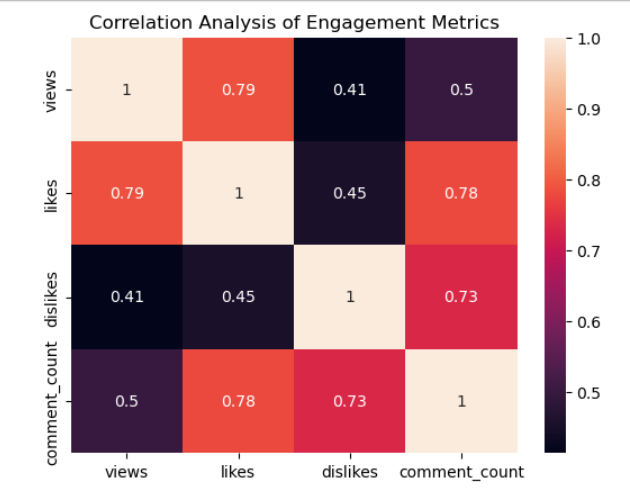 Correlation Analysis of Engagement Metrics
views 1 0.79 0.41 0.5
likes 0.79 1 0.45 0.78
dislikes 0.41 0.45 1 0.73
comment_count 0.5 0.78 0.73 1
views likes dislikes comment_count
1.0
0.9
0.8
0.7
0.6
0.5